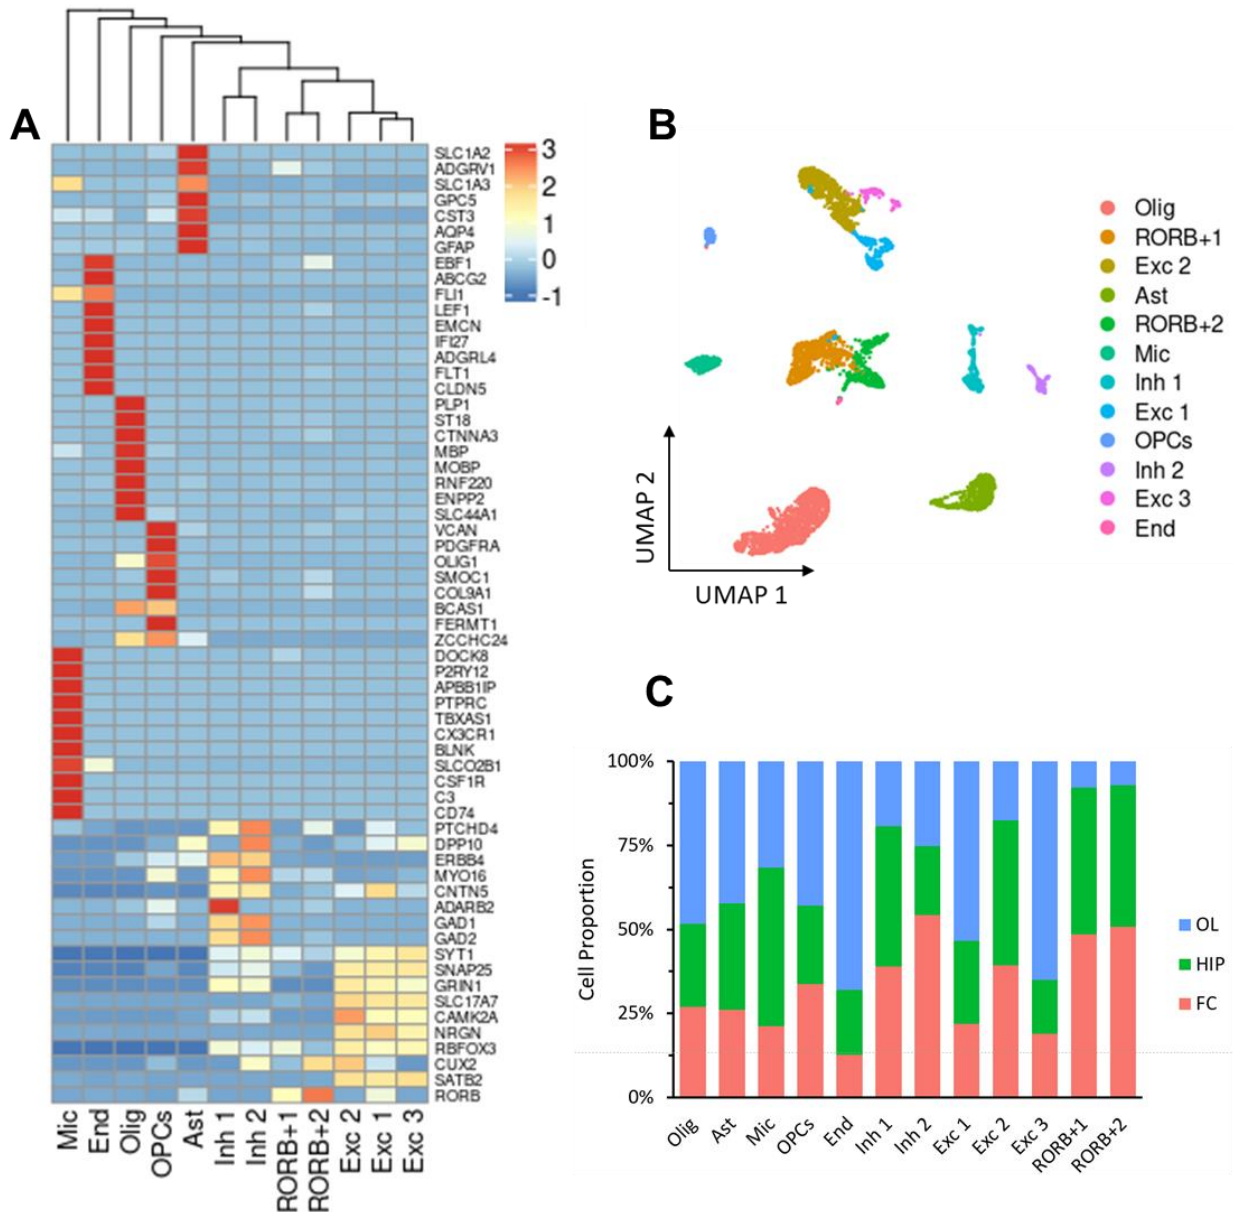 A
3
2
1
0
-1
SLC1A2
ADGRV1
SLC1A3
GPC5
CST3
AQP4
GFAP
EBF1
ABCG2
FLI1
LEF1
EMCN
IFI27
ADGRL4
FLT1
CLDN5
PLP1
ST18
CTNNA3
MBP
MOBP
RNF220
ENPP2
SLC44A1
VCAN
PDGFRA
OLIG1
SMOC1
COL9A1
BCAS1
FERMT1
ZCCHC24
DOCK8
P2RY12
APBB1IP
PTPRC
TBXAS1
CX3CR1
BLNK
SLCO2B1
CSF1R
C3
CD74
PTCHD4
DPP10
ERBB4
MYO16
CNTN5
ADARB2
GAD1
GAD2
SYT1
SNAP25
GRIN1
SLC17A7
CAMK2A
NRGN
RBFOX3
CUX2
SATB2
RORB
Mic
End
Olig
OPCs
Ast
Inh 1
Inh 2
RORB+1
RORB+2
Exc 2
Exc 1
Exc 3
B
UMAP 2
UMAP 1
Olig
RORB+1
Exc 2
Ast
RORB+2
Mic
Inh 1
Exc 1
OPCs
Inh 2
Exc 3
End
C
Cell Proportion
100%
75%
50%
25%
0%
Olig
Ast
Mic
OPCs
End
Inh 1
Inh 2
Exc 1
Exc 2
Exc 3
RORB+1
RORB+2
OL
HIP
FC